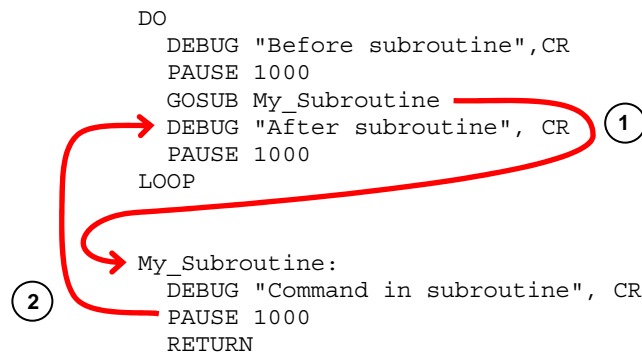 DO
DEBUG "Before subroutine",CR
PAUSE 1000
GOSUB My_Subroutine
1
DEBUG "After subroutine", CR
PAUSE 1000
LOOP
My_Subroutine:
DEBUG "Command in subroutine", CR
2
PAUSE 1000
RETURN